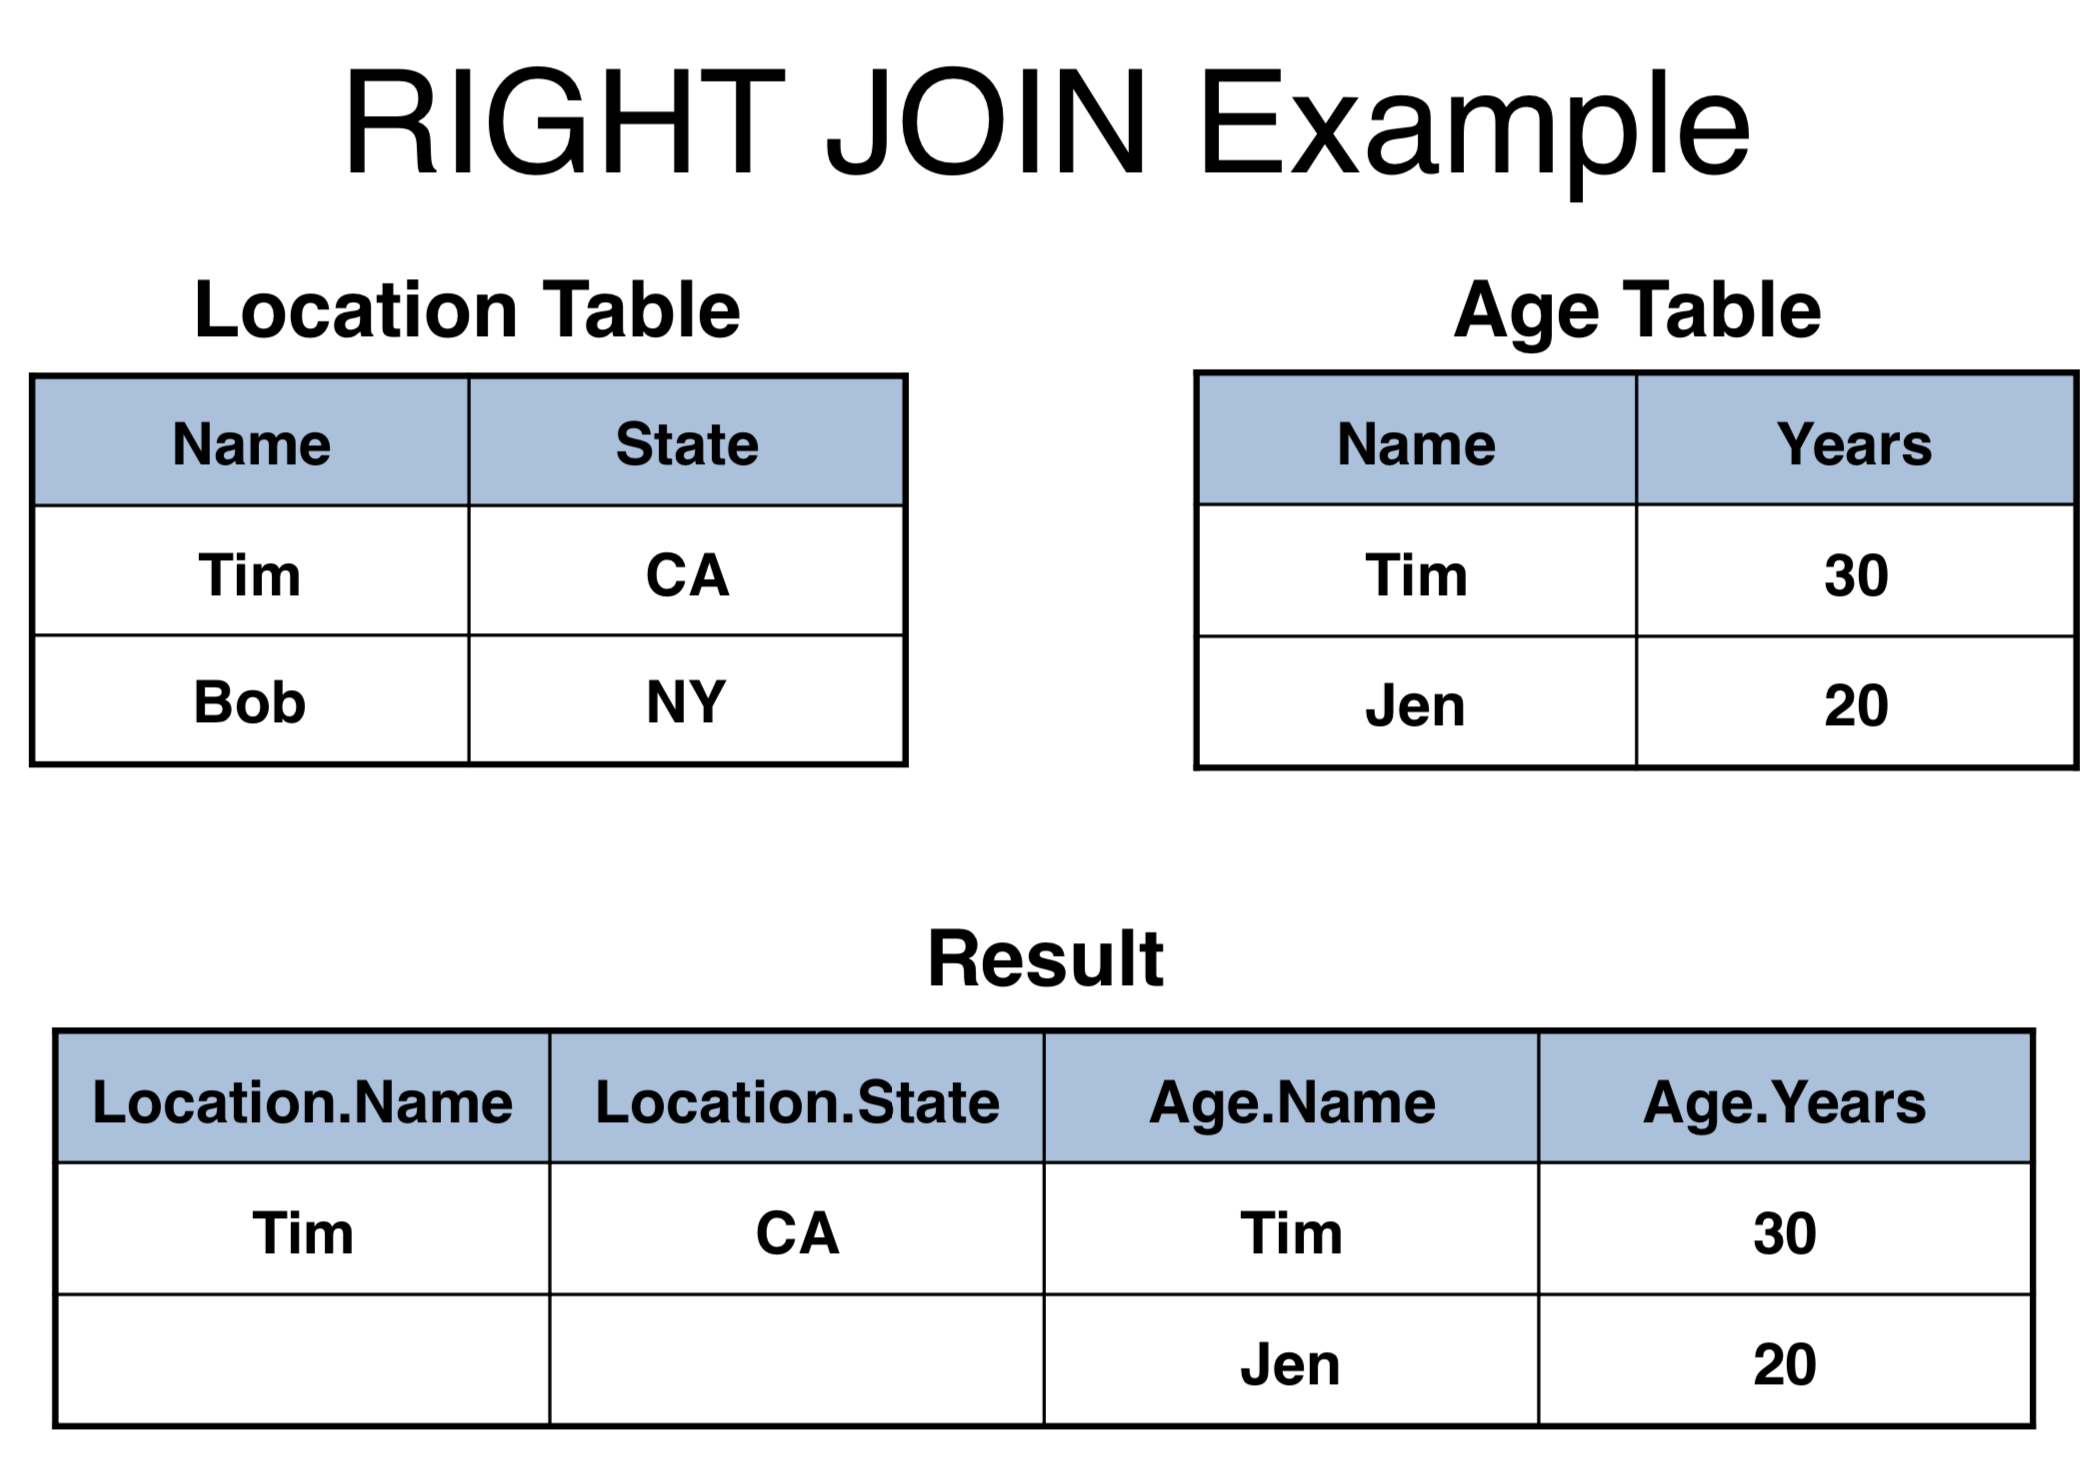 RIGHT JOIN Example
Location Table
Name State
Tim CA
Bob NY
Age Table
Name Years
Tim 30
Jen 20
Result
Location.Name Location.State Age.Name Age.Years
Tim CA Tim 30
Jen 20